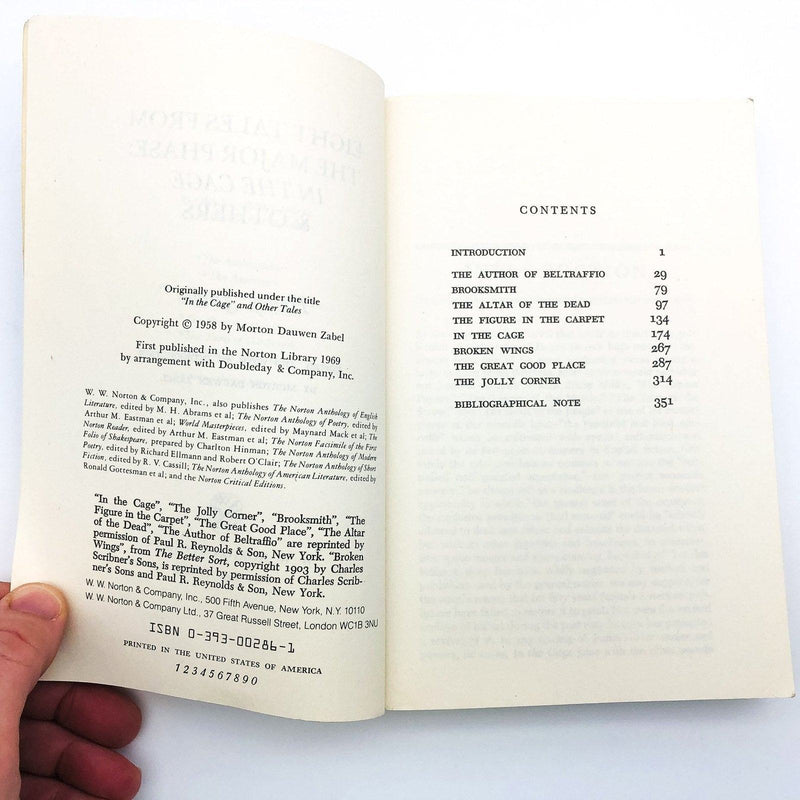 Originally published under the title
"In the Cage" and Other Tales
Copyright © 1958 by Morton Dauwen Zabel
First published in the Norton Library 1969
by arrangement with Doubleday & Company, Inc.
W. W. Norton & Company, Inc., also publishes The Norton Anthology of English
Literature, edited by M. H. Abrams et al; The Norton Anthology of Poetry, edited by
Arthur M. Eastman et al; World Masterpieces, edited by Maynard Mack et al; The
Norton Reader, edited by Arthur M. Eastman et al; The Norton Facsimile of the First
Folio of Shakespeare, prepared by Charlton Hinman; The Norton Anthology of Modern
Poetry, edited by Richard Ellmann and Robert O'Clair; The Norton Anthology of Short
Fiction, edited by R. V. Cassill; The Norton Anthology of American Literature, edited by
Ronald Gottesman et al; and the Norton Critical Editions.
"In the Cage", "The Jolly Corner", "Brooksmith", "The
Figure in the Carpet", "The Great Good Place", "The Altar
of the Dead", "The Author of Beltraffio" are reprinted by
permission of Paul R. Reynolds & Son, New York. "Broken
Wings", from The Better Sort, copyright 1903 by Charles
Scribner's Sons, is reprinted by permission of Charles Scrib-
ner's Sons and Paul R. Reynolds & Son, New York.
W. W. Norton & Company, Inc., 500 Fifth Avenue, New York, N.Y. 10110
W. W. Norton & Company Ltd., 37 Great Russell Street, London WC1B 3NU
ISBN 0-393-00286-1
PRINTED IN THE UNITED STATES OF AMERICA
1 2 3 4 5 6 7 8 9 0
CONTENTS
INTRODUCTION 1
THE AUTHOR OF BELTRAFFIO 29
BROOKSMITH 79
THE ALTAR OF THE DEAD 97
THE FIGURE IN THE CARPET 134
IN THE CAGE 174
BROKEN WINGS 267
THE GREAT GOOD PLACE 287
THE JOLLY CORNER 314
BIBLIOGRAPHICAL NOTE 351